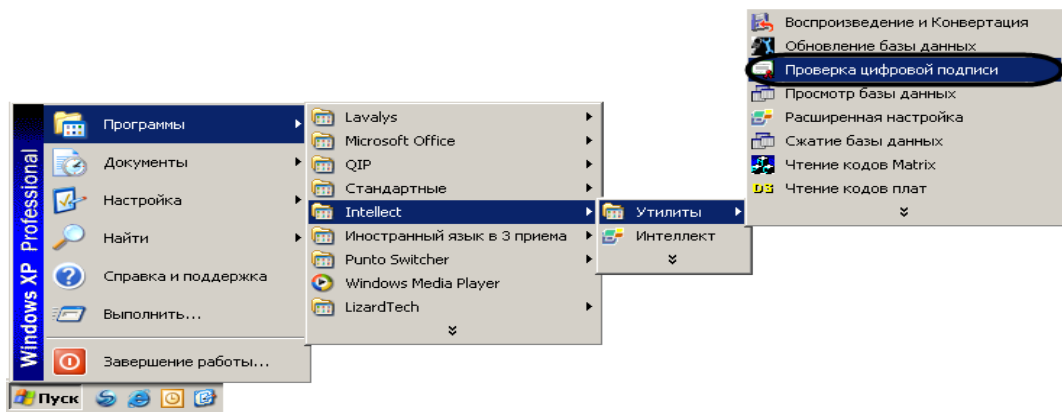 Воспроизведение и Конвертация
Обновление базы данных
Проверка цифровой подписи
Просмотр базы данных
Расширенная настройка
Сжатие базы данных
Чтение кодов Matrix
D3 Чтение кодов плат
Программы
Документы
Настройка
Найти
Справка и поддержка
Выполнить...
Завершение работы...
Windows XP Professional
Lavalys
Microsoft Office
QIP
Стандартные
Intellect
Иностранный язык в 3 приема
Punto Switcher
Windows Media Player
LizardTech
Утилиты
Интеллект
Пуск